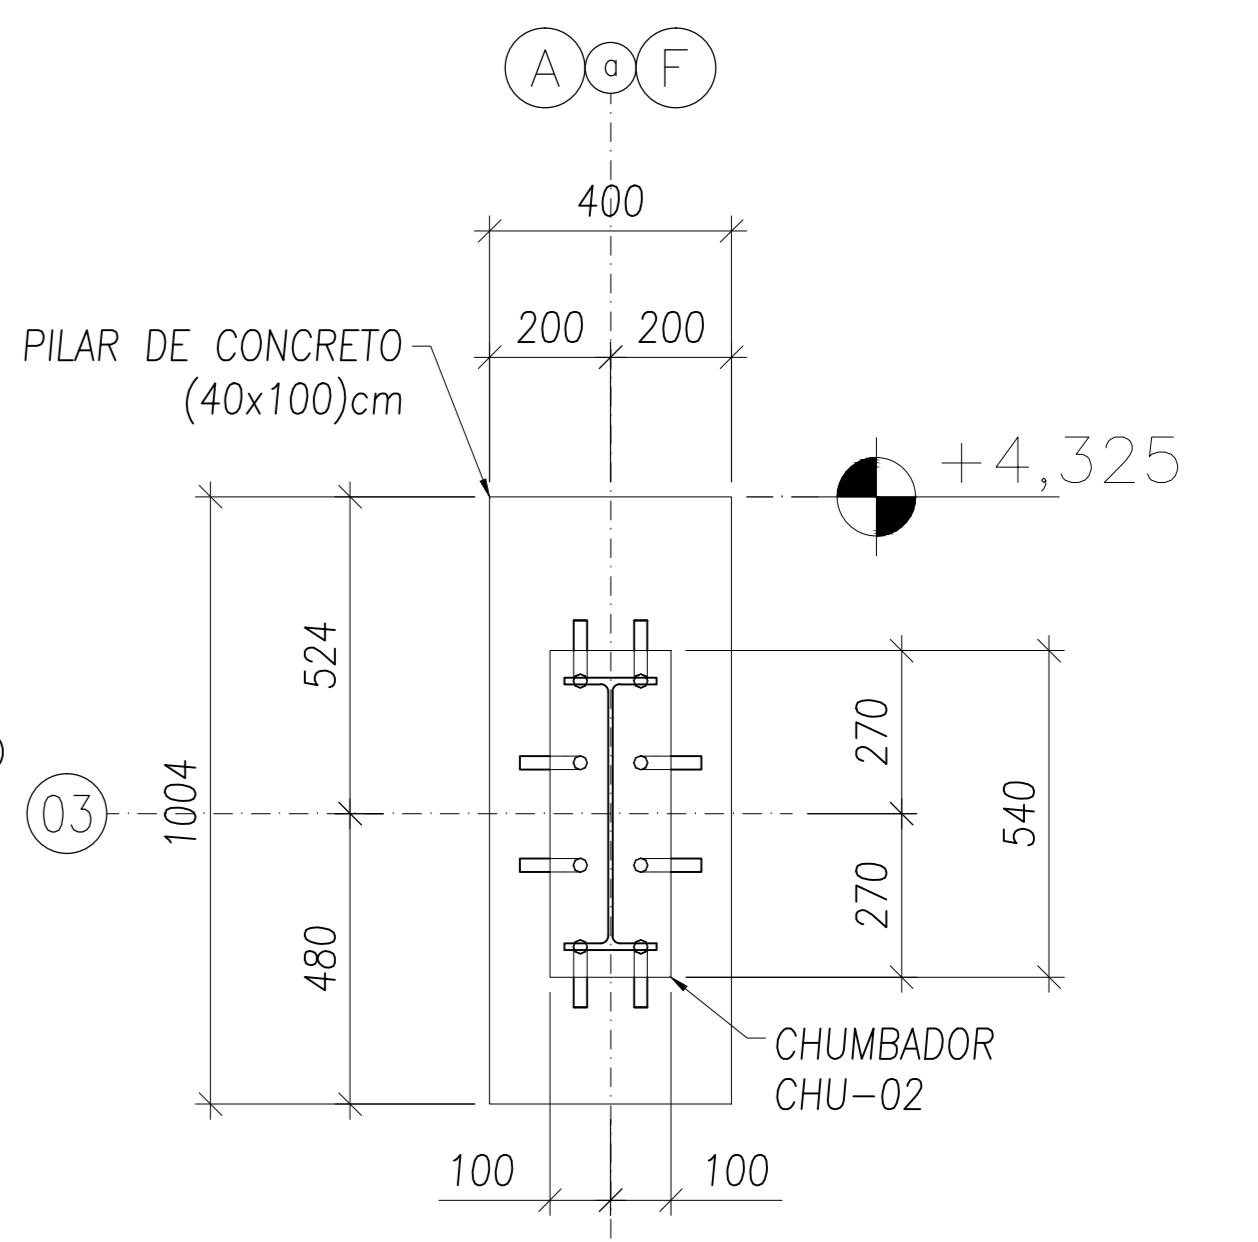 A a F
400
200 200
PILAR DE CONCRETO
(40x100)cm
+4,325
524
270
1004
03
540
270
480
CHUMBADOR
CHU-02
100 100